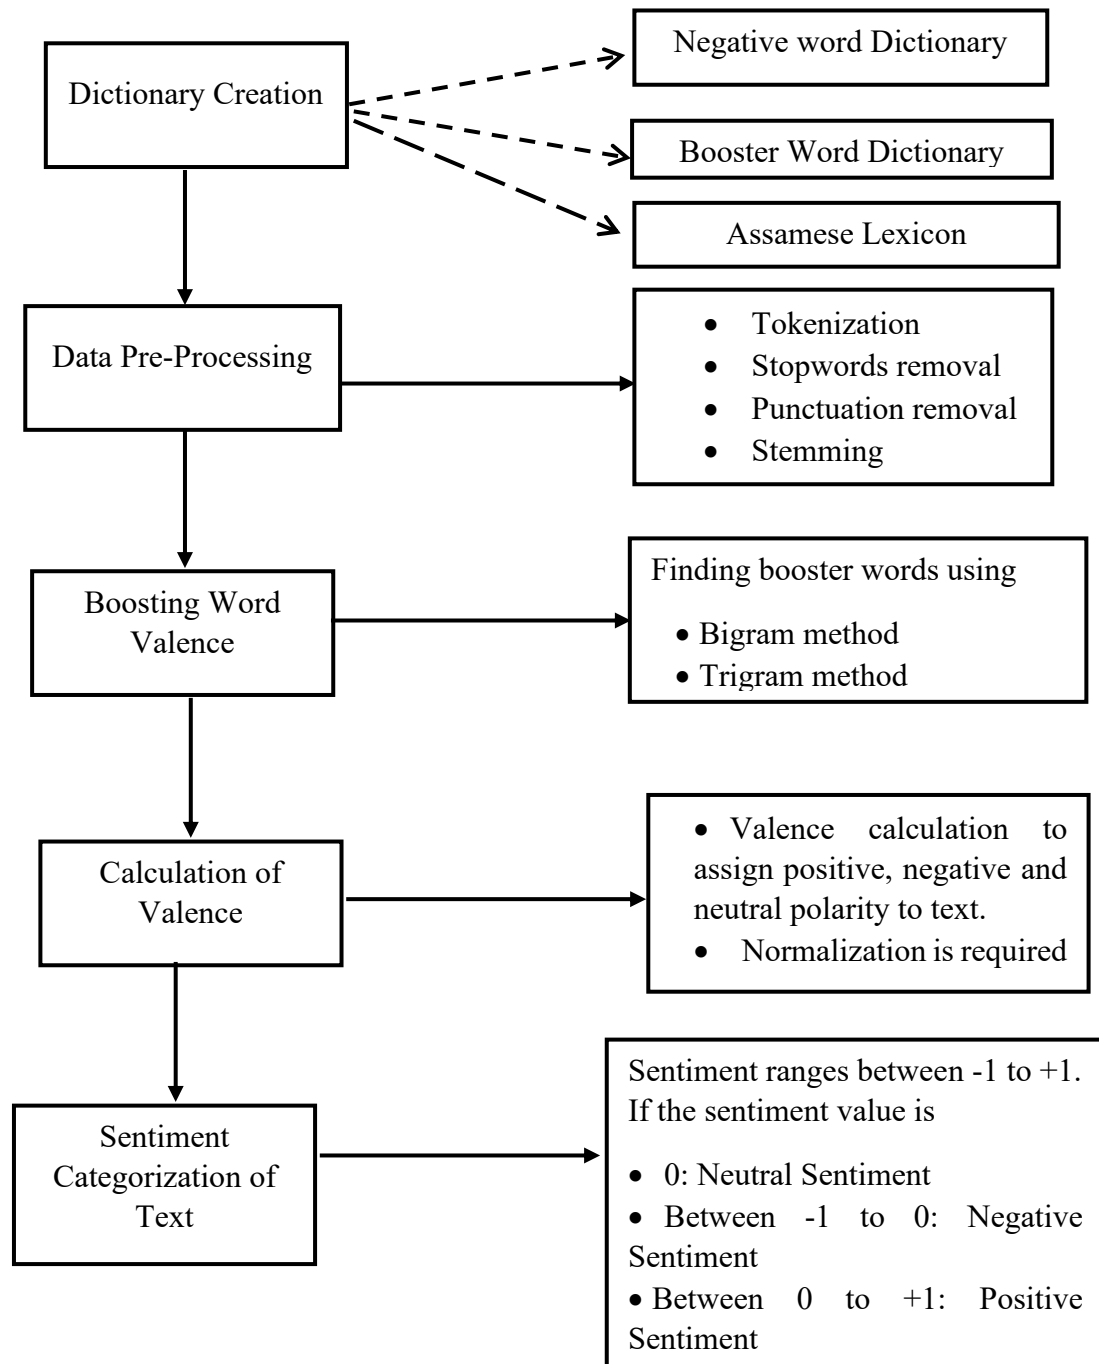 Negative word Dictionary
Dictionary Creation
Booster Word Dictionary
Assamese Lexicon
Data Pre-Processing
• Tokenization
• Stopwords removal
• Punctuation removal
• Stemming
Boosting Word
Valence
Finding booster words using
• Bigram method
• Trigram method
Calculation of
Valence
• Valence calculation to
assign positive, negative and
neutral polarity to text.
• Normalization is required
Sentiment
Categorization of
Text
Sentiment ranges between -1 to +1.
If the sentiment value is
• 0: Neutral Sentiment
• Between -1 to 0: Negative
Sentiment
• Between 0 to +1: Positive
Sentiment